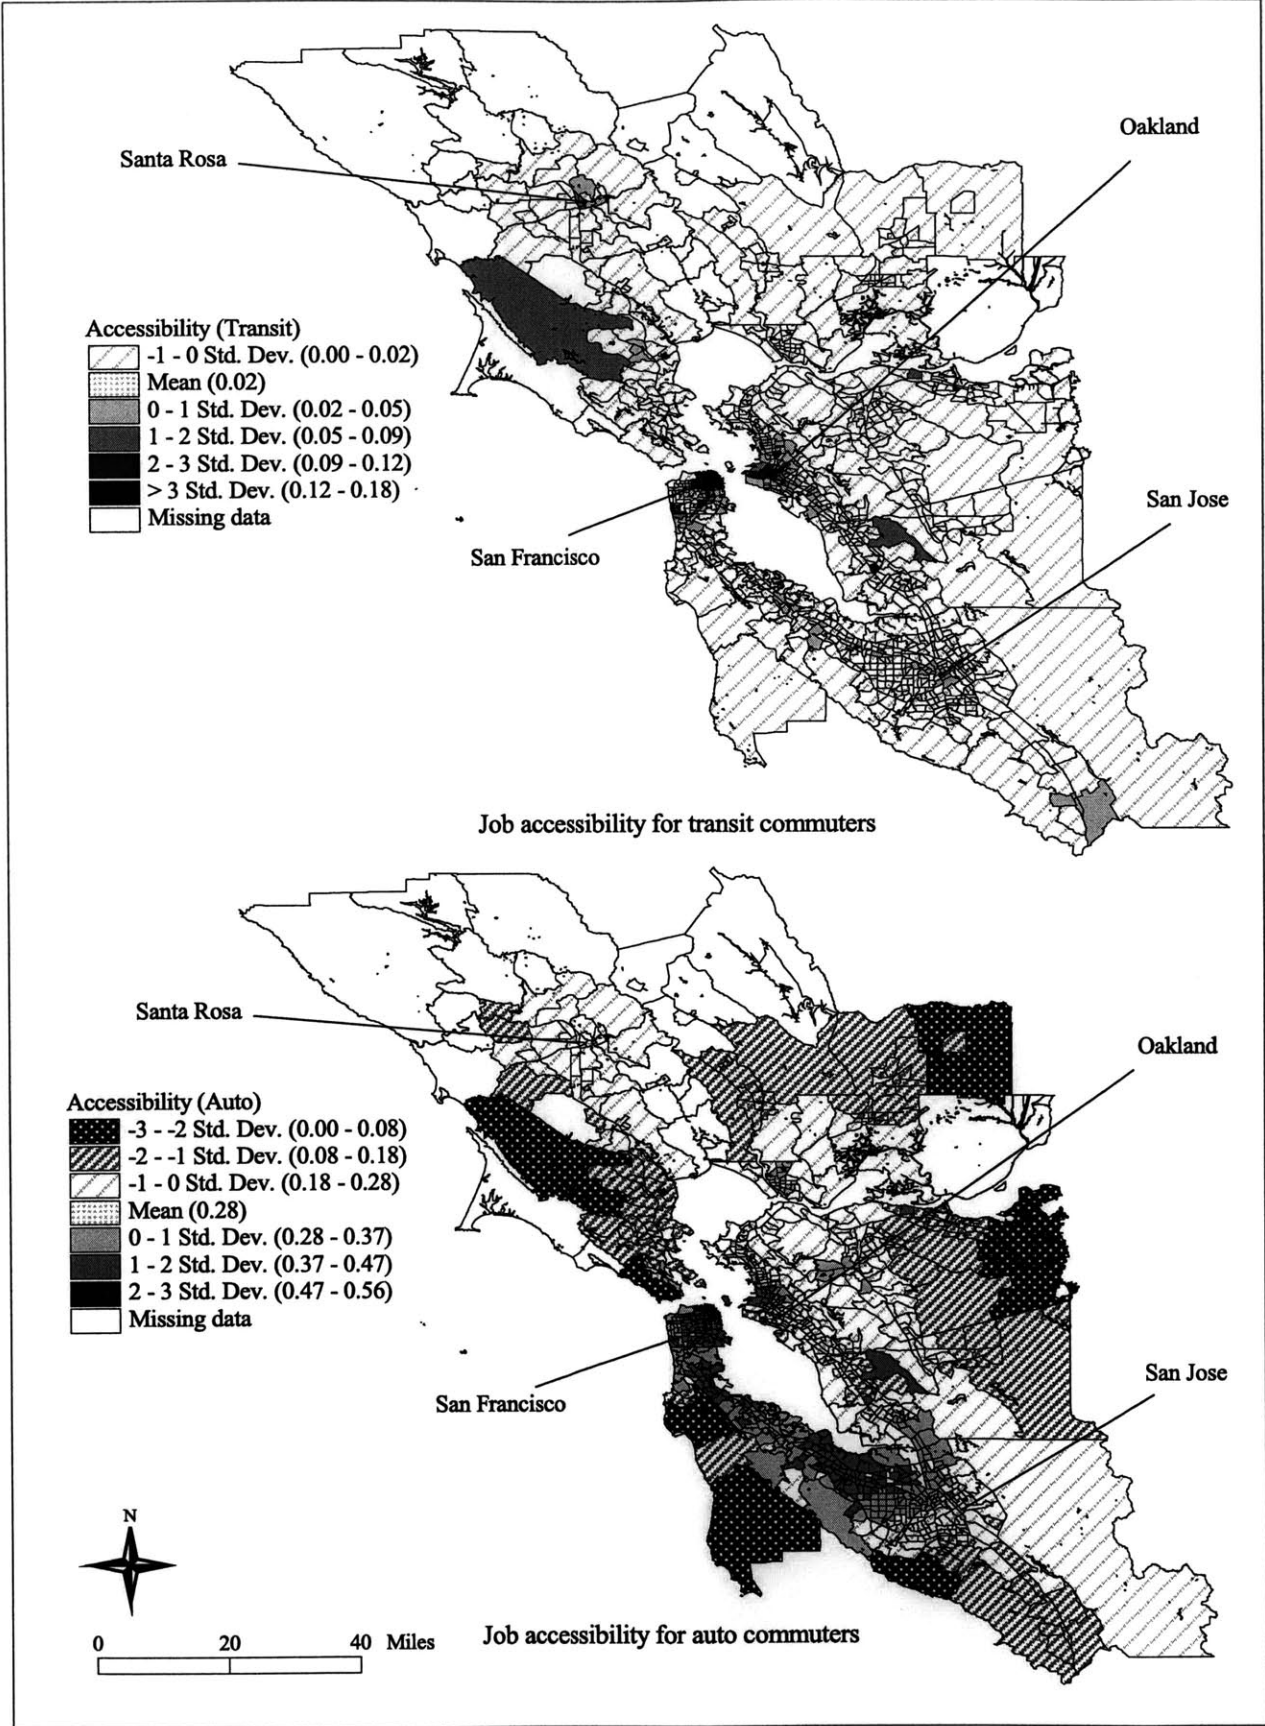 Oakland
Santa Rosa
Accessibility (Transit)
-1 - 0 Std. Dev. (0.00 - 0.02)
Mean (0.02)
0 - 1 Std. Dev. (0.02 - 0.05)
1 - 2 Std. Dev. (0.05 - 0.09)
2 - 3 Std. Dev. (0.09 - 0.12)
> 3 Std. Dev. (0.12 - 0.18)
Missing data
San Jose
San Francisco
Job accessibility for transit commuters
Santa Rosa
Oakland
Accessibility (Auto)
-3 - -2 Std. Dev. (0.00 - 0.08)
-2 - -1 Std. Dev. (0.08 - 0.18)
-1 - 0 Std. Dev. (0.18 - 0.28)
Mean (0.28)
0 - 1 Std. Dev. (0.28 - 0.37)
1 - 2 Std. Dev. (0.37 - 0.47)
2 - 3 Std. Dev. (0.47 - 0.56)
Missing data
San Jose
San Francisco
N
0 20 40 Miles
Job accessibility for auto commuters